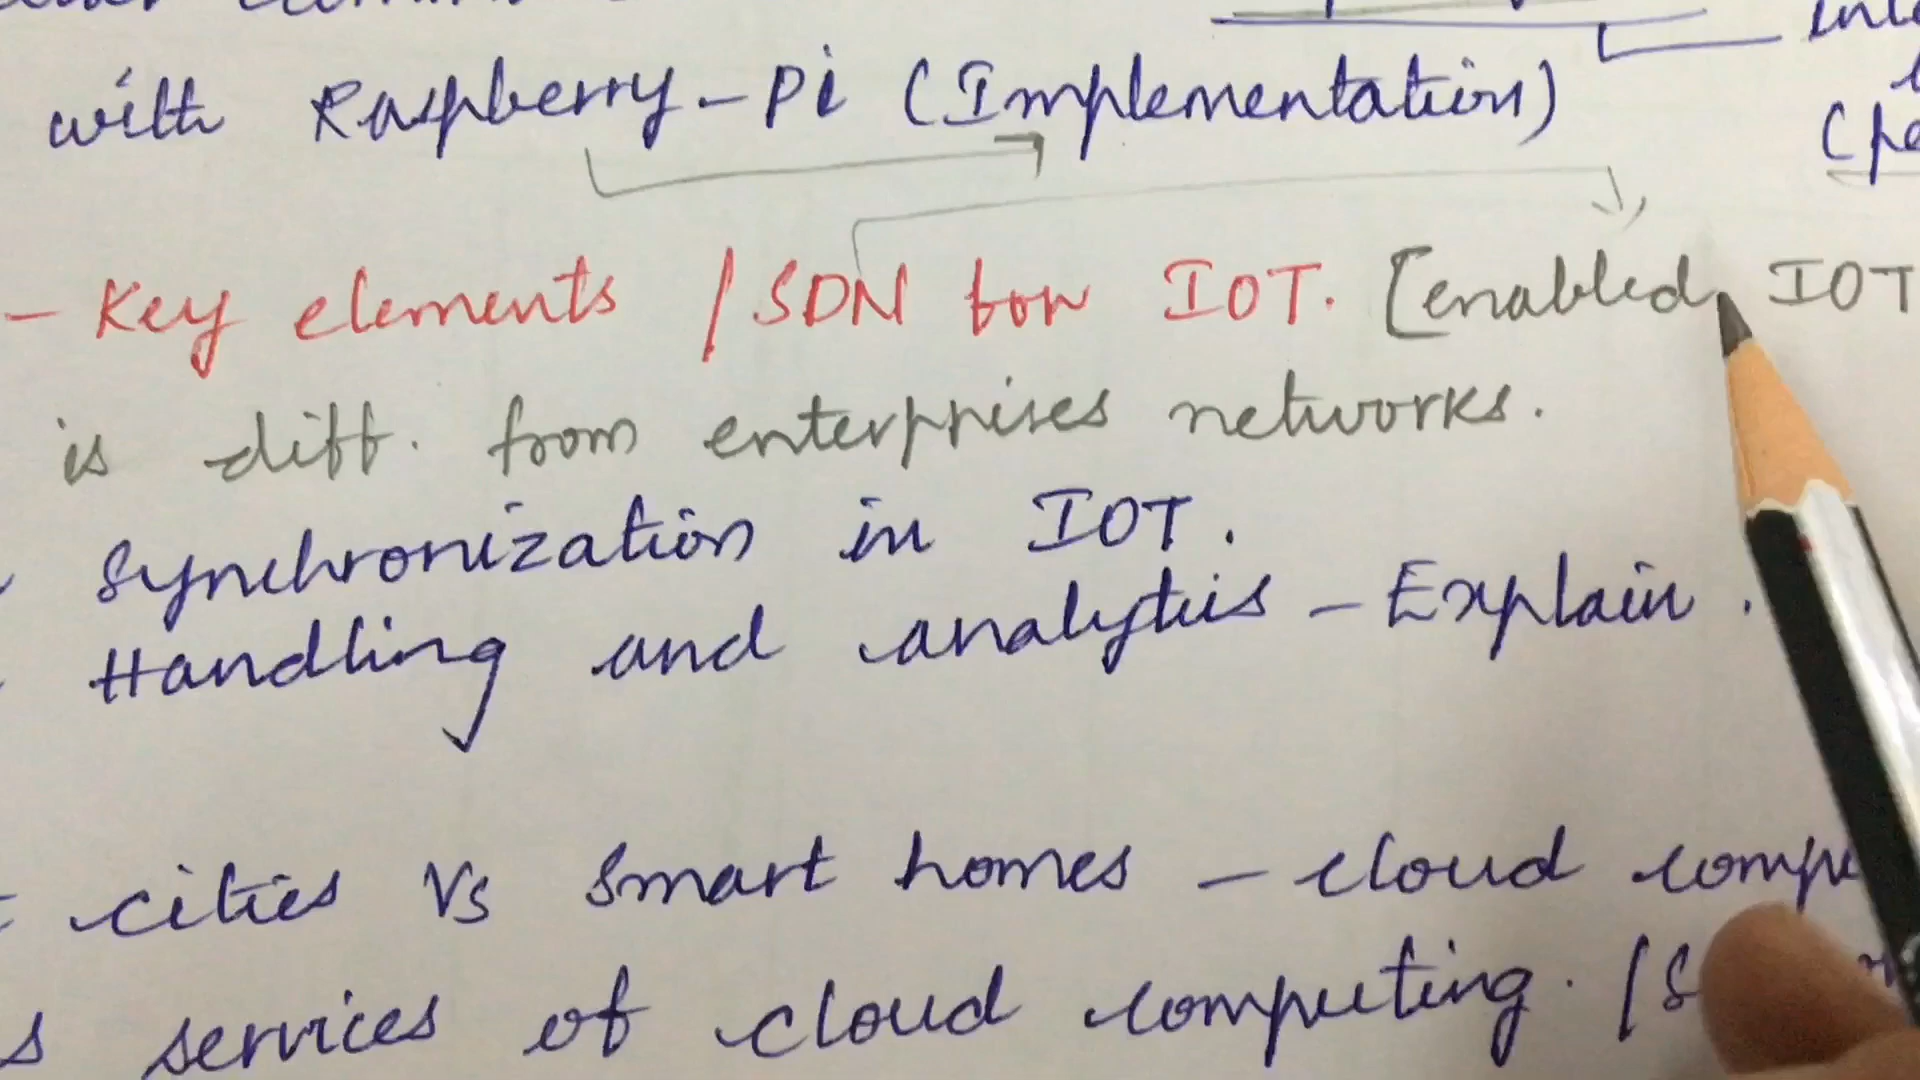 with Raspberry-Pi (Implementation)
- Key elements / SDN for IOT. [enabled IOT
is diff. from enterprises networks.
Synchronization in IOT.
Handling and analytics - Explain.
cities Vs Smart homes - cloud
services of cloud computing.